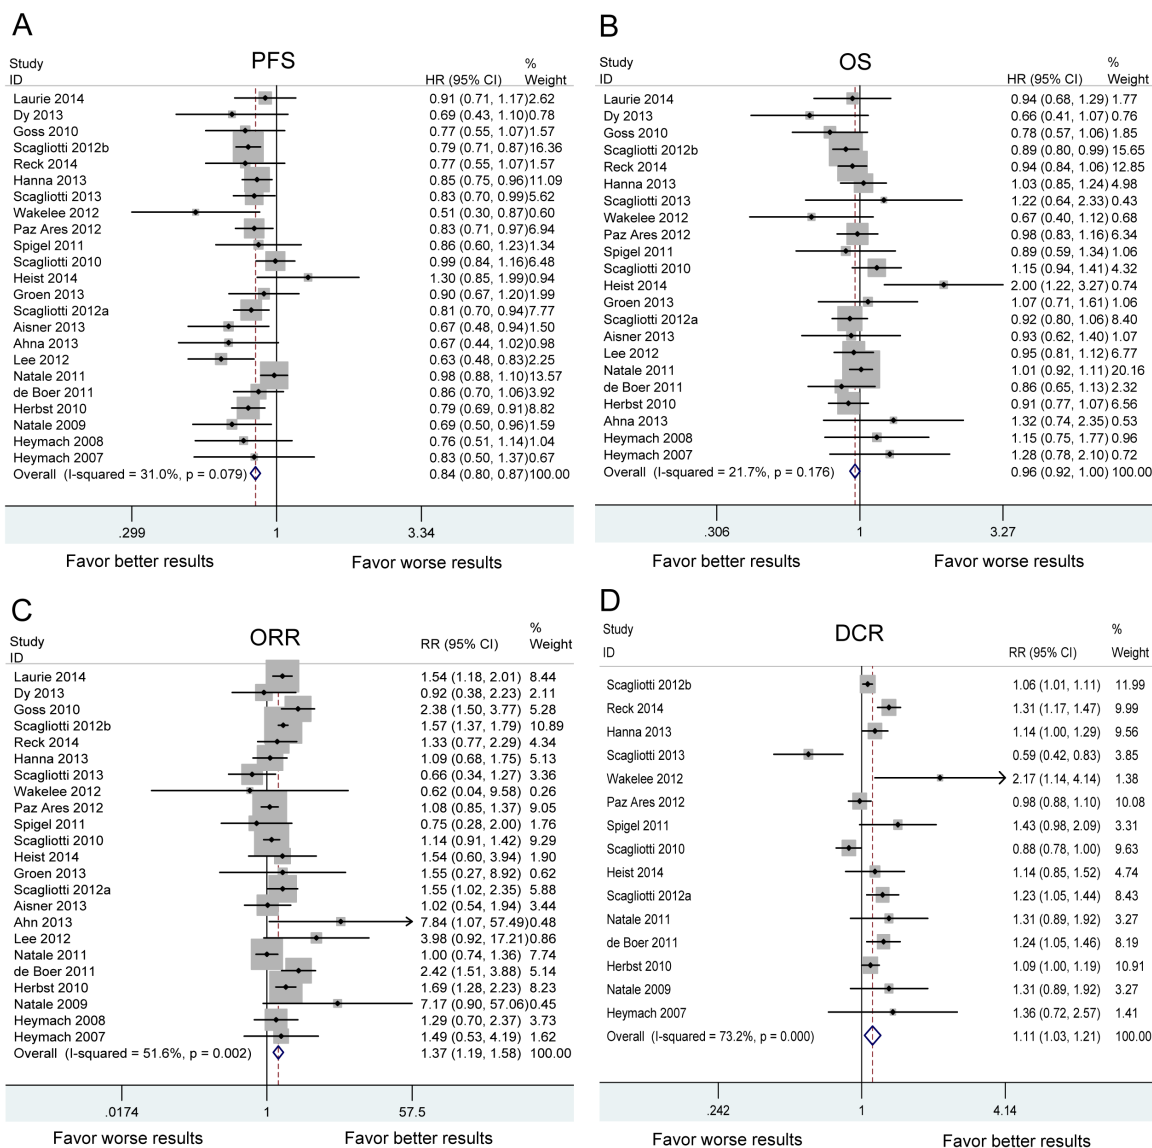 A
PFS
Study %
ID HR (95% CI) Weight
Laurie 2014 0.91 (0.71, 1.17) 2.62
Dy 2013 0.69 (0.43, 1.10) 0.78
Goss 2010 0.77 (0.55, 1.07) 1.57
Scagliotti 2012b 0.79 (0.71, 0.87) 16.36
Reck 2014 0.77 (0.55, 1.07) 1.57
Hanna 2013 0.85 (0.75, 0.96) 11.09
Scagliotti 2013 0.83 (0.70, 0.99) 5.62
Wakelee 2012 0.51 (0.30, 0.87) 0.60
Paz Ares 2012 0.83 (0.71, 0.97) 6.94
Spigel 2011 0.86 (0.60, 1.23) 1.34
Scagliotti 2010 0.99 (0.84, 1.16) 6.48
Heist 2014 1.30 (0.85, 1.99) 0.94
Groen 2013 0.90 (0.67, 1.20) 1.99
Scagliotti 2012a 0.81 (0.70, 0.94) 7.77
Aisner 2013 0.67 (0.48, 0.94) 1.50
Ahna 2013 0.67 (0.44, 1.02) 0.98
Lee 2012 0.63 (0.48, 0.83) 2.25
Natale 2011 0.98 (0.88, 1.10) 13.57
de Boer 2011 0.86 (0.70, 1.06) 3.92
Herbst 2010 0.79 (0.69, 0.91) 8.82
Natale 2009 0.69 (0.50, 0.96) 1.59
Heymach 2008 0.76 (0.51, 1.14) 1.04
Heymach 2007 0.83 (0.50, 1.37) 0.67
Overall (I-squared = 31.0%, p = 0.079) 0.84 (0.80, 0.87) 100.00
.299 1 3.34
Favor better results Favor worse results
B
OS
Study %
ID HR (95% CI) Weight
Laurie 2014 0.94 (0.68, 1.29) 1.77
Dy 2013 0.66 (0.41, 1.07) 0.76
Goss 2010 0.78 (0.57, 1.06) 1.85
Scagliotti 2012b 0.89 (0.80, 0.99) 15.65
Reck 2014 0.94 (0.84, 1.06) 12.85
Hanna 2013 1.03 (0.85, 1.24) 4.98
Scagliotti 2013 1.22 (0.64, 2.33) 0.43
Wakelee 2012 0.67 (0.40, 1.12) 0.68
Paz Ares 2012 0.98 (0.83, 1.16) 6.34
Spigel 2011 0.89 (0.59, 1.34) 1.06
Scagliotti 2010 1.15 (0.94, 1.41) 4.32
Heist 2014 2.00 (1.22, 3.27) 0.74
Groen 2013 1.07 (0.71, 1.61) 1.06
Scagliotti 2012a 0.92 (0.80, 1.06) 8.40
Aisner 2013 0.93 (0.62, 1.40) 1.07
Lee 2012 0.95 (0.81, 1.12) 6.77
Natale 2011 1.01 (0.92, 1.11) 20.16
de Boer 2011 0.86 (0.65, 1.13) 2.32
Herbst 2010 0.91 (0.77, 1.07) 6.56
Ahna 2013 1.32 (0.74, 2.35) 0.53
Heymach 2008 1.15 (0.75, 1.77) 0.96
Heymach 2007 1.28 (0.78, 2.10) 0.72
Overall (I-squared = 21.7%, p = 0.176) 0.96 (0.92, 1.00) 100.00
.306 1 3.27
Favor better results Favor worse results
C
ORR
Study %
ID RR (95% CI) Weight
Laurie 2014 1.54 (1.18, 2.01) 8.44
Dy 2013 0.92 (0.38, 2.23) 2.11
Goss 2010 2.38 (1.50, 3.77) 5.28
Scagliotti 2012b 1.57 (1.37, 1.79) 10.89
Reck 2014 1.33 (0.77, 2.29) 4.34
Hanna 2013 1.09 (0.68, 1.75) 5.13
Scagliotti 2013 0.66 (0.34, 1.27) 3.36
Wakelee 2012 0.62 (0.04, 9.58) 0.26
Paz Ares 2012 1.08 (0.85, 1.37) 9.05
Spigel 2011 0.75 (0.28, 2.00) 1.76
Scagliotti 2010 1.14 (0.91, 1.42) 9.29
Heist 2014 1.54 (0.60, 3.94) 1.90
Groen 2013 1.55 (0.27, 8.92) 0.62
Scagliotti 2012a 1.55 (1.02, 2.35) 5.88
Aisner 2013 1.02 (0.54, 1.94) 3.44
Ahn 2013 7.84 (1.07, 57.49) 0.48
Lee 2012 3.98 (0.92, 17.21) 0.86
Natale 2011 1.00 (0.74, 1.36) 7.74
de Boer 2011 2.42 (1.51, 3.88) 5.14
Herbst 2010 1.69 (1.28, 2.23) 8.23
Natale 2009 7.17 (0.90, 57.06) 0.45
Heymach 2008 1.29 (0.70, 2.37) 3.73
Heymach 2007 1.49 (0.53, 4.19) 1.62
Overall (I-squared = 51.6%, p = 0.002) 1.37 (1.19, 1.58) 100.00
.0174 1 57.5
Favor worse results Favor better results
D
DCR
Study %
ID RR (95% CI) Weight
Scagliotti 2012b 1.06 (1.01, 1.11) 11.99
Reck 2014 1.31 (1.17, 1.47) 9.99
Hanna 2013 1.14 (1.00, 1.29) 9.56
Scagliotti 2013 0.59 (0.42, 0.83) 3.85
Wakelee 2012 2.17 (1.14, 4.14) 1.38
Paz Ares 2012 0.98 (0.88, 1.10) 10.08
Spigel 2011 1.43 (0.98, 2.09) 3.31
Scagliotti 2010 0.88 (0.78, 1.00) 9.63
Heist 2014 1.14 (0.85, 1.52) 4.74
Scagliotti 2012a 1.23 (1.05, 1.44) 8.43
Natale 2011 1.31 (0.89, 1.92) 3.27
de Boer 2011 1.24 (1.05, 1.46) 8.19
Herbst 2010 1.09 (1.00, 1.19) 10.91
Natale 2009 1.31 (0.89, 1.92) 3.27
Heymach 2007 1.36 (0.72, 2.57) 1.41
Overall (I-squared = 73.2%, p = 0.000) 1.11 (1.03, 1.21) 100.00
.242 1 4.14
Favor worse results Favor better results